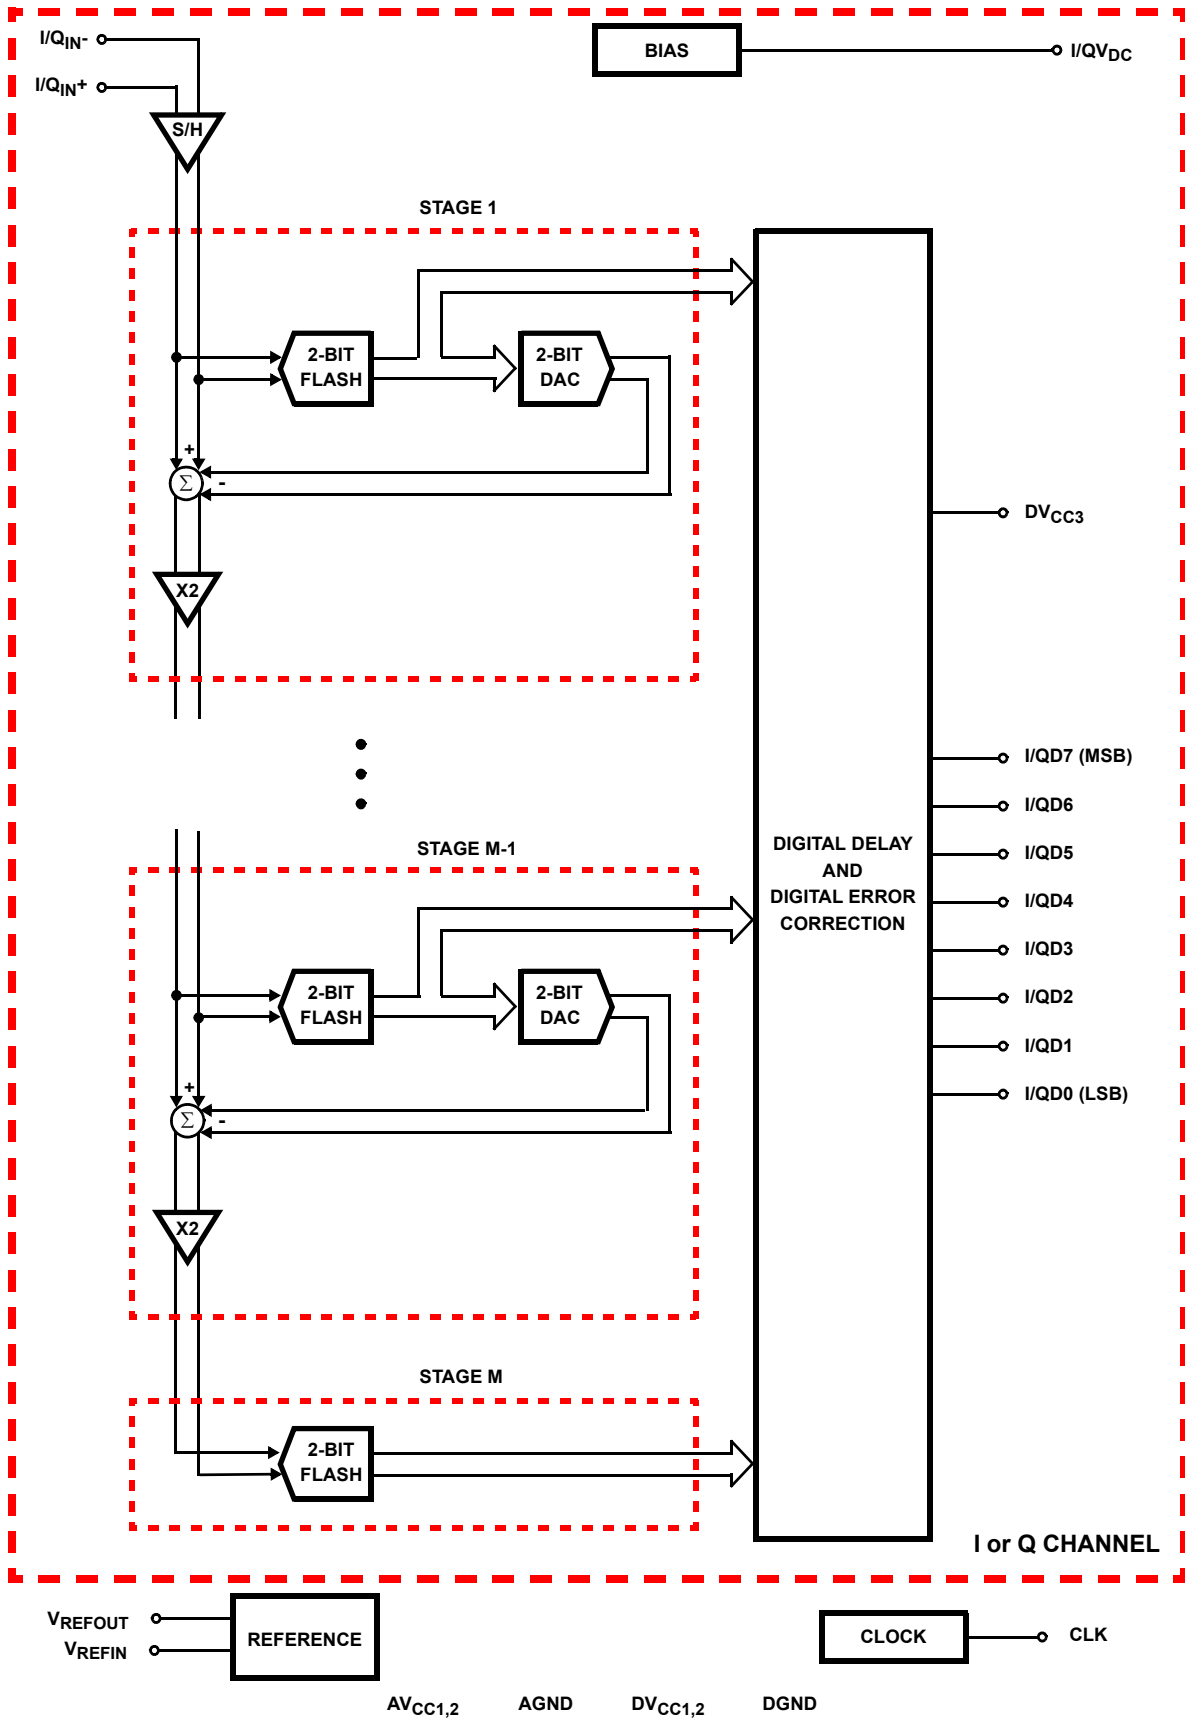 I/QIN-
BIAS
I/QVDC
I/QIN+
S/H
STAGE 1
2-BIT
FLASH
2-BIT
DAC
+
Σ
-
DVCC3
X2
I/QD7 (MSB)
I/QD6
I/QD5
I/QD4
I/QD3
I/QD2
I/QD1
I/QD0 (LSB)
DIGITAL DELAY
AND
DIGITAL ERROR
CORRECTION
STAGE M-1
2-BIT
FLASH
2-BIT
DAC
+
Σ
-
X2
STAGE M
2-BIT
FLASH
I or Q CHANNEL
VREFOUT
VREFIN
REFERENCE
CLOCK
CLK
AVCC1,2
AGND
DVCC1,2
DGND